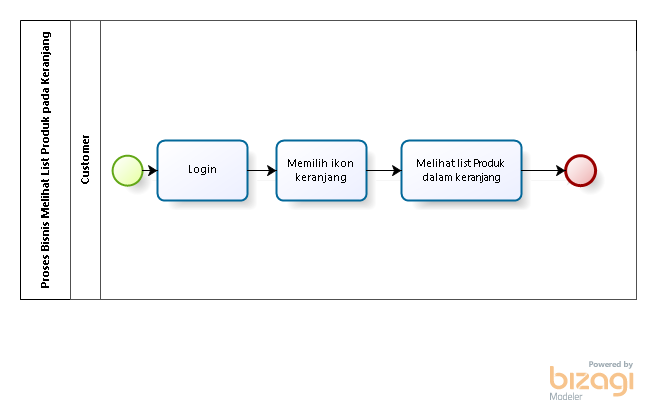 Proses Bisnis Melihat List Produk pada Keranjang
Customer
Login
Memilih ikon
keranjang
Melihat list Produk
dalam keranjang
Powered by
bizagi
Modeler